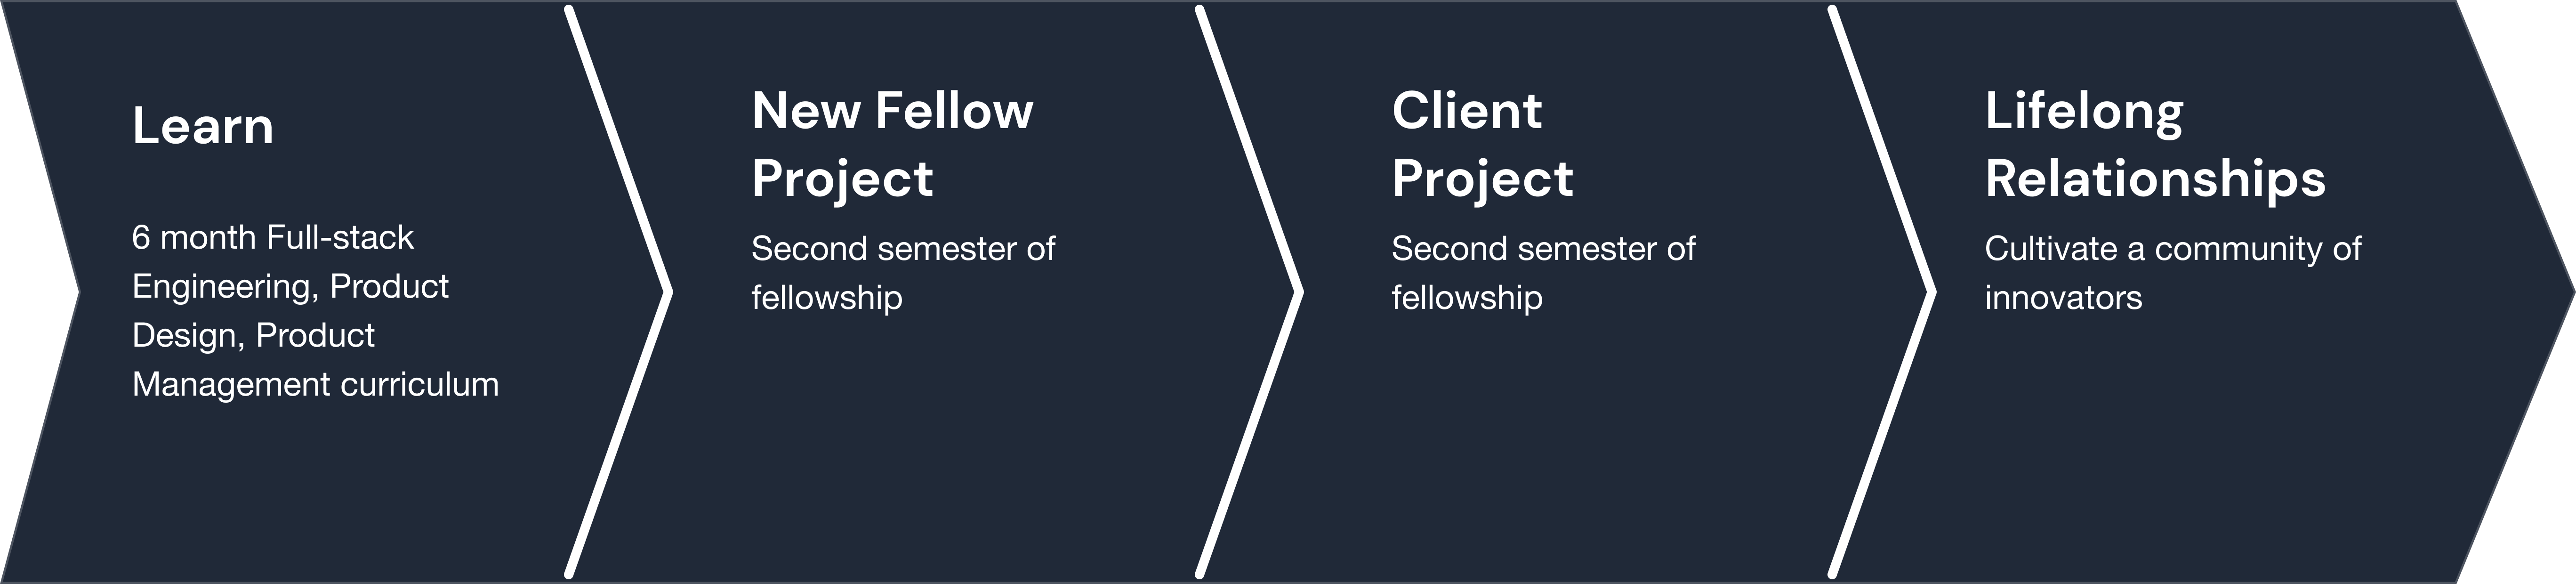 Learn
6 month Full-stack
Engineering, Product
Design, Product
Management curriculum
New Fellow
Project
Second semester of
fellowship
Client
Project
Second semester of
fellowship
Lifelong
Relationships
Cultivate a community of
innovators